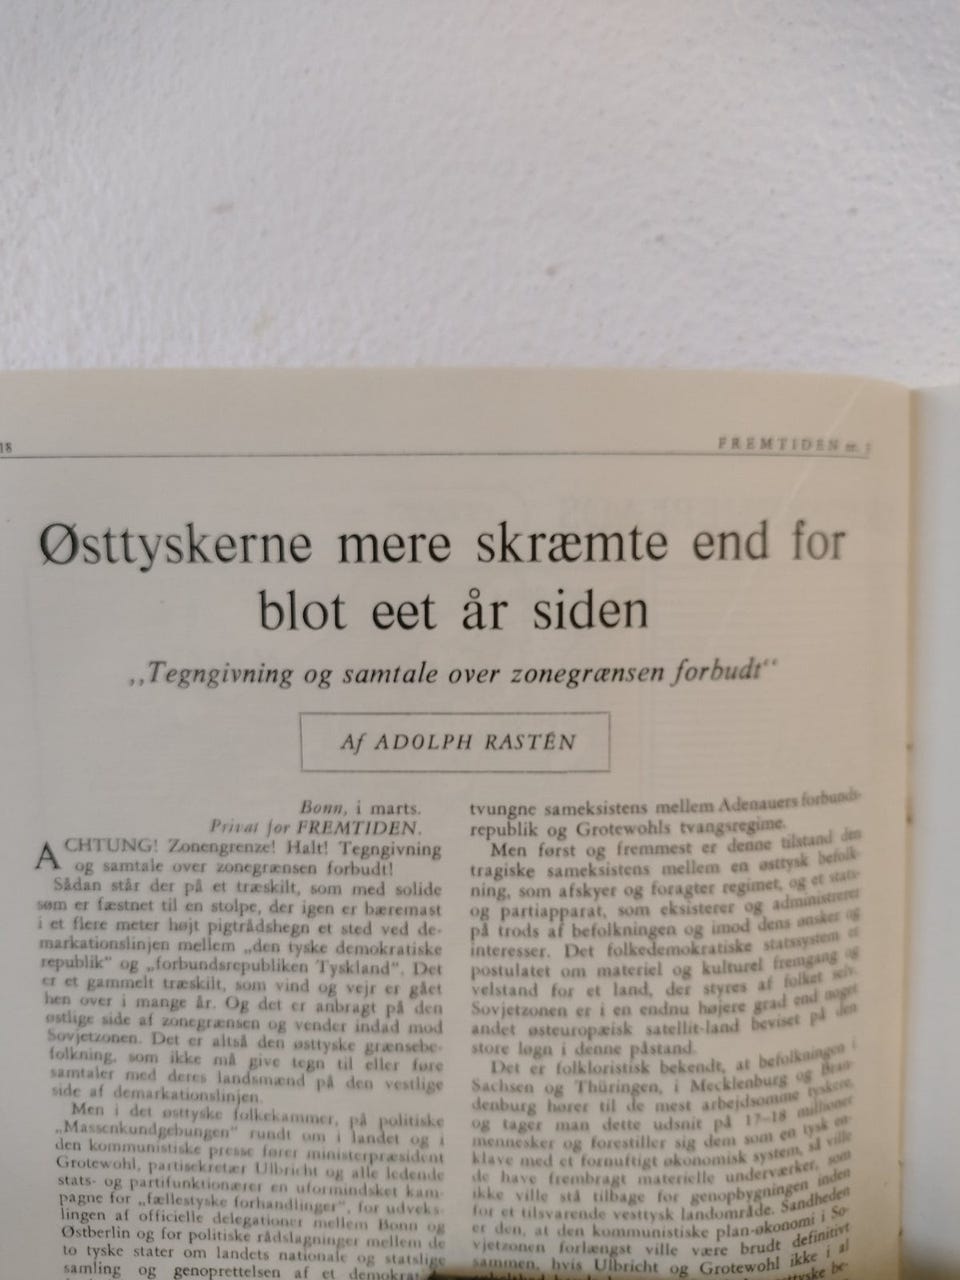 18
FREMTIDEN nr. 7
Østtyskerne mere skræmte end for
blot eet år siden
„Tegngivning og samtale over zonegrænsen forbudt“
Af ADOLPH RASTÉN
Bonn, i marts.
Privat for FREMTIDEN.
ACHTUNG! Zonengrenze! Halt! Tegngivning
og samtale over zonegrænsen forbudt!
Sådan står der på et træskilt, som med solide
søm er fæstnet til en stolpe, der igen er bæremast
i et flere meter højt pigtrådshegn et sted ved de-
markationslinjen mellem „den tyske demokratiske
republik“ og „forbundsrepubliken Tyskland“. Det
er et gammelt træskilt, som vind og vejr er gået
hen over i mange år. Og det er anbragt på den
østlige side af zonegrænsen og vender indad mod
Sovjetzonen. Det er altså den østtyske grænsebe-
folkning, som ikke må give tegn til eller føre
samtaler med deres landsmænd på den vestlige
side af demarkationslinjen.
Men i det østtyske folkekammer, på politiske
„Massenkundgebungen“ rundt om i landet og i
den kommunistiske presse fører ministerpræsident
Grotewohl, partisekretær Ulbricht og alle ledende
stats- og partifunktionærer en uformindsket kam-
pagne for „fællestyske forhandlinger“, for udveks-
lingen af officielle delegationer mellem Bonn og
Østberlin og for politiske rådslagninger mellem de
to tyske stater om landets nationale og statslige
samling og genoprettelsen af et demokrat
tvungne sameksistens mellem Adenauers forbunds-
republik og Grotewohls tvangsregime.
Men først og fremmest er denne tilstand den
tragiske sameksistens mellem en østtysk befolk-
ning, som afskyer og foragter regimet, og et stats-
og partiapparat, som eksisterer og administrerer
på trods af befolkningen og imod dens ønsker og
interesser. Det folkedemokratiske statssystem er
postulatet om materiel og kulturel fremgang og
velstand for et land, der styres af folket selv.
Sovjetzonen er i en endnu højere grad end noget
andet østeuropæisk satellit-land beviset på den
store løgn i denne påstand.
Det er folkloristisk bekendt, at befolkningen i
Sachsen og Thüringen, i Mecklenburg og Bran-
denburg hører til de mest arbejdsomme tyskere,
og tager man dette udsnit på 17–18 millioner
mennesker og forestiller sig dem som en tysk en-
klave med et fornuftigt økonomisk system, så ville
de have frembragt materielle underværker, som
ikke ville stå tilbage for genopbygningen inden
for et tilsvarende vesttysk landområde. Sandheden
er den, at den kommunistiske plan-økonomi i So-
vjetzonen forlængst ville være brudt definitivt
sammen, hvis Ulbricht og Grotewohl ikke i al